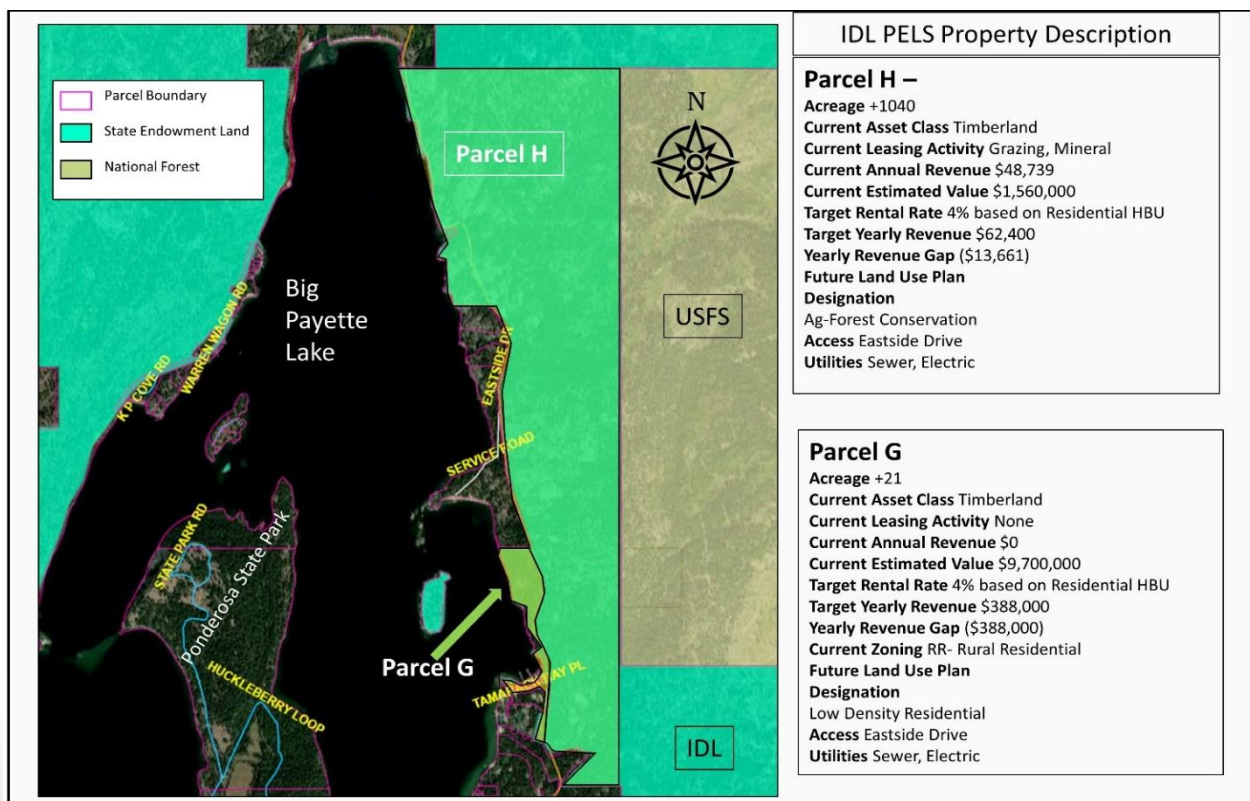 Parcel Boundary
State Endowment Land
National Forest
Parcel H
N
Big
Payette
Lake
USFS
K P COVE RD
WARREN WAGON RD
EASTSIDE DR
SERVICE ROAD
STATE PARK RD
Ponderosa State Park
HUCKLEBERRY LOOP
Parcel G
PL
IDL
IDL PELS Property Description
Parcel H –
Acreage +1040
Current Asset Class Timberland
Current Leasing Activity Grazing, Mineral
Current Annual Revenue $48,739
Current Estimated Value $1,560,000
Target Rental Rate 4% based on Residential HBU
Target Yearly Revenue $62,400
Yearly Revenue Gap ($13,661)
Future Land Use Plan
Designation
Ag-Forest Conservation
Access Eastside Drive
Utilities Sewer, Electric
Parcel G
Acreage +21
Current Asset Class Timberland
Current Leasing Activity None
Current Annual Revenue $0
Current Estimated Value $9,700,000
Target Rental Rate 4% based on Residential HBU
Target Yearly Revenue $388,000
Yearly Revenue Gap ($388,000)
Current Zoning RR- Rural Residential
Future Land Use Plan
Designation
Low Density Residential
Access Eastside Drive
Utilities Sewer, Electric